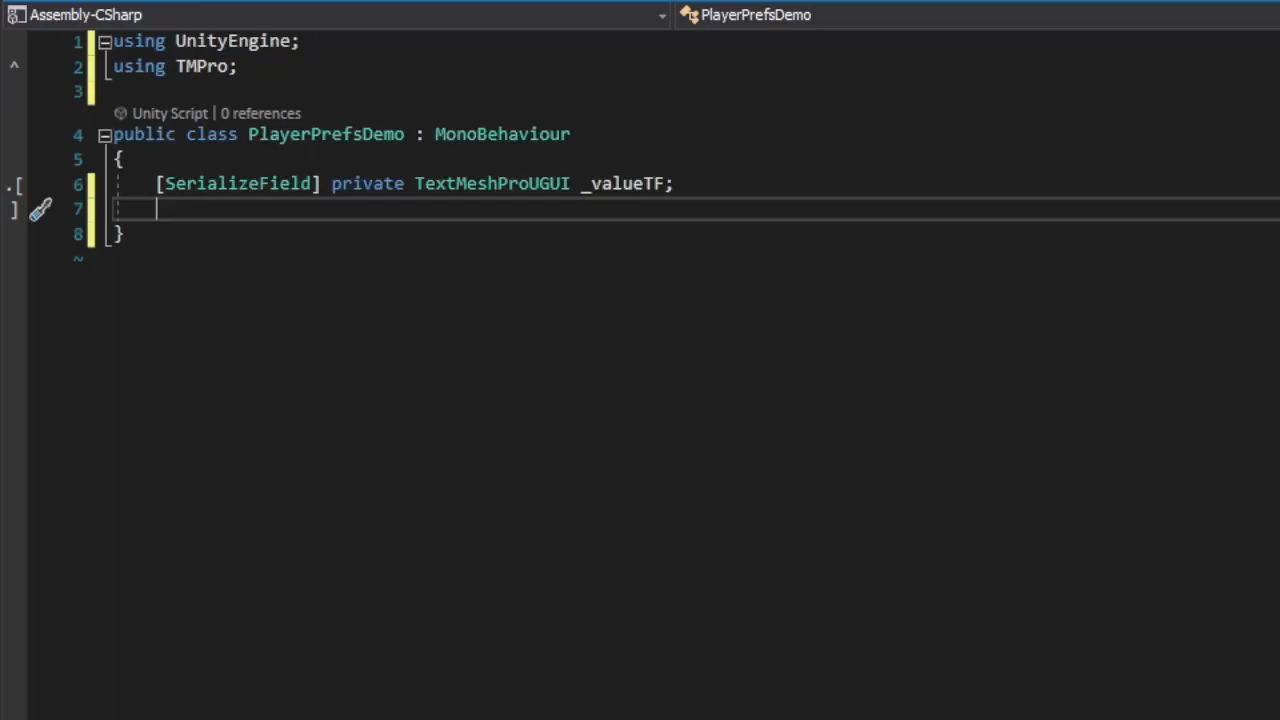 Assembly-CSharp PlayerPrefsDemo
1 using UnityEngine;
^ 2 using TMPro;
3
Unity Script | 0 references
4 public class PlayerPrefsDemo : MonoBehaviour
5 {
.[ 6 [SerializeField] private TextMeshProUGUI _valueTF;
] 7
8 }
~